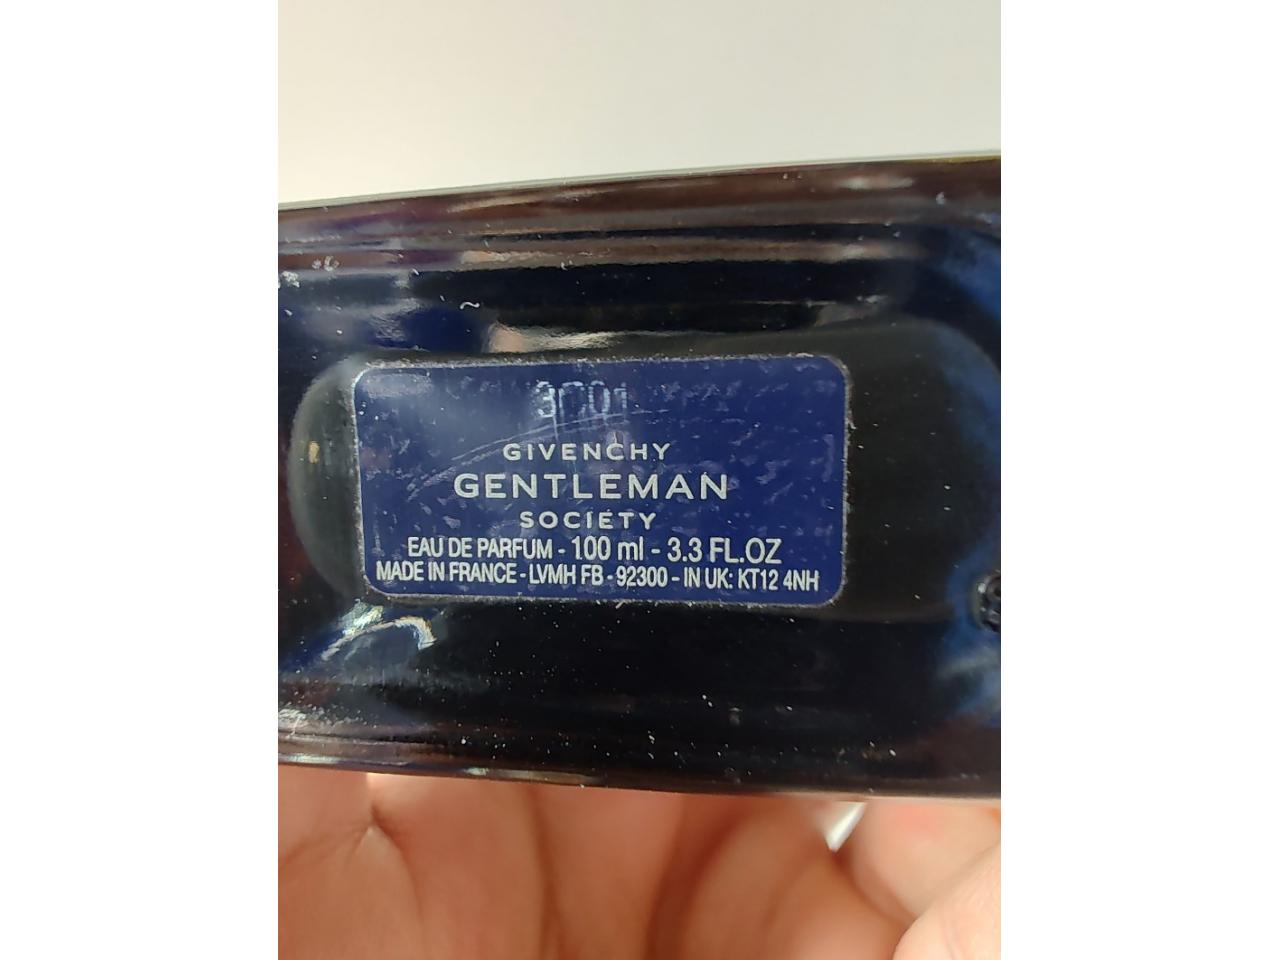 GIVENCHY
GENTLEMAN
SOCIETY
EAU DE PARFUM - 100 ml - 3.3 FL.OZ
MADE IN FRANCE - LVMH FB - 92300 - IN UK: KT12 4NH